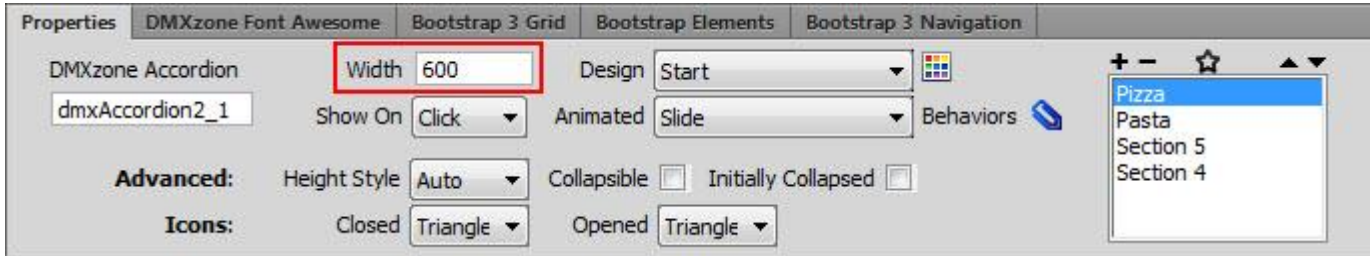 Properties DMXzone Font Awesome Bootstrap 3 Grid Bootstrap Elements Bootstrap 3 Navigation
DMXzone Accordion Width 600 Design Start
dmxAccordion2_1 Show On Click Animated Slide Behaviors
Advanced: Height Style Auto Collapsible Initially Collapsed
Icons: Closed Triangle Opened Triangle
Pizza
Pasta
Section 5
Section 4